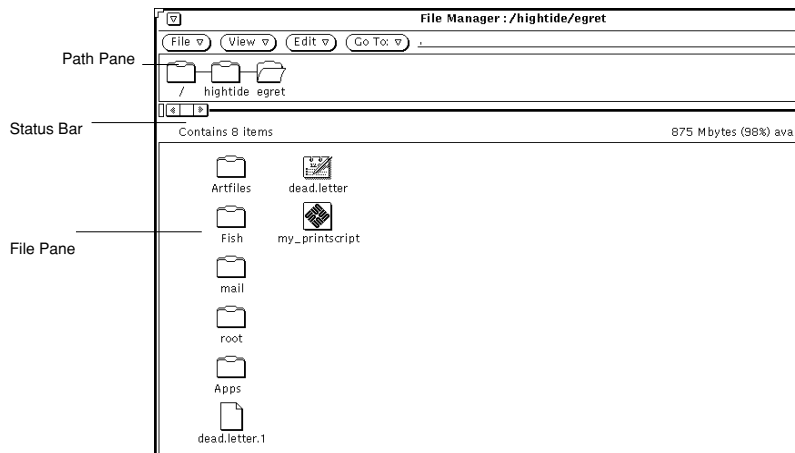 File Manager : /hightide/egret
File View Edit Go To:
Path Pane
/ hightide egret
Status Bar
Contains 8 items 875 Mbytes (98%) ava
Artfiles dead.letter
Fish my_printscript
File Pane
mail
root
Apps
dead.letter.1